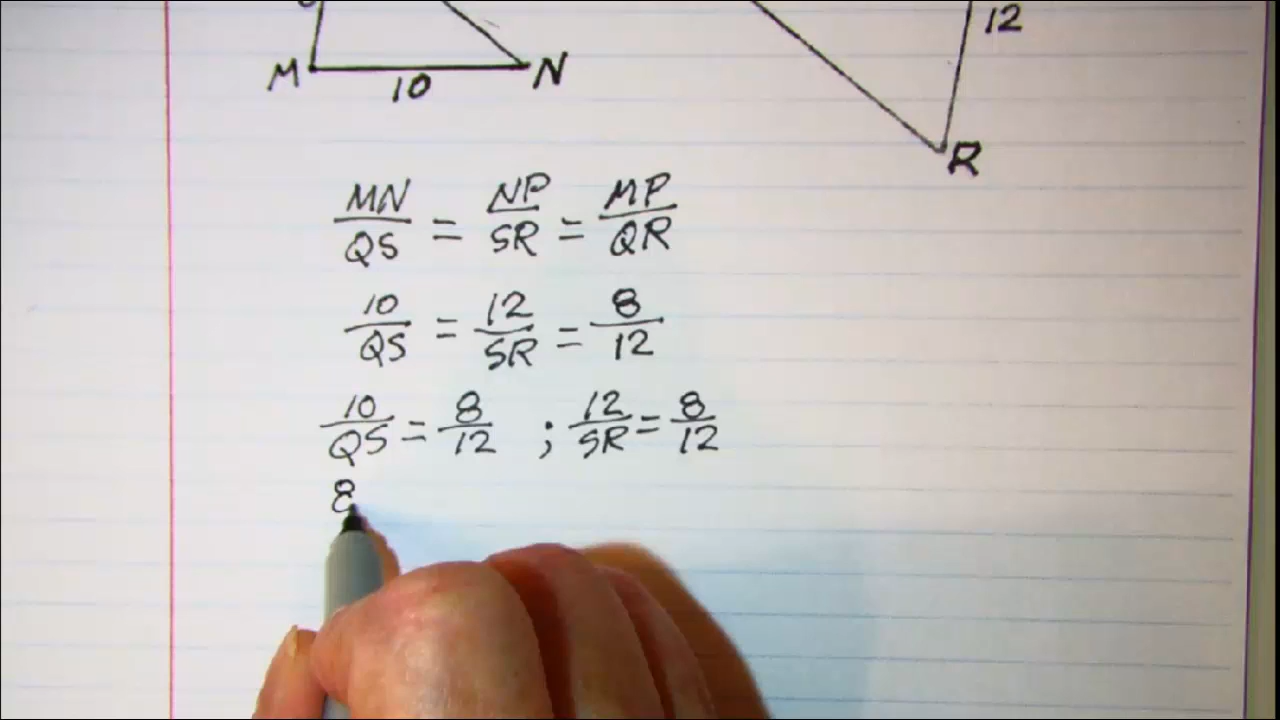 12
M 10 N
R
MN/QS = NP/SR = MP/QR
10/QS = 12/SR = 8/12
10/QS = 8/12 ; 12/SR = 8/12
8